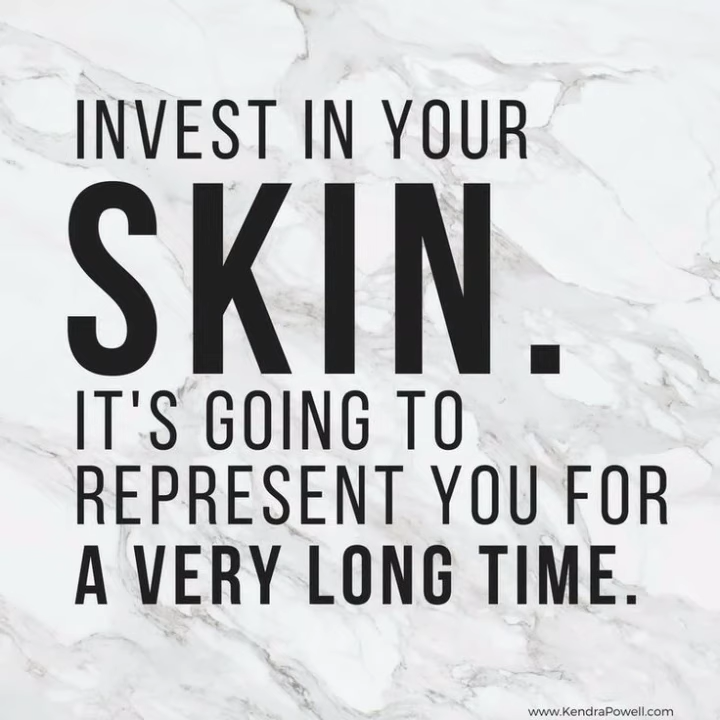 INVEST IN YOUR
SKIN.
IT'S GOING TO
REPRESENT YOU FOR
A VERY LONG TIME.
www.KendraPowell.com